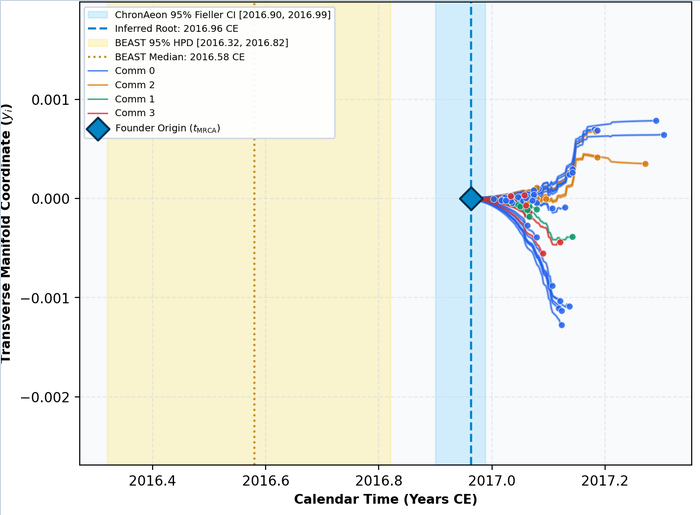 ChronAeon 95% Fieller CI [2016.90, 2016.99]
Inferred Root: 2016.96 CE
BEAST 95% HPD [2016.32, 2016.82]
BEAST Median: 2016.58 CE
Comm 0
Comm 2
Comm 1
Comm 3
Founder Origin (tMRCA)
Transverse Manifold Coordinate (yi)
0.001
0.000
−0.001
−0.002
2016.4 2016.6 2016.8 2017.0 2017.2
Calendar Time (Years CE)